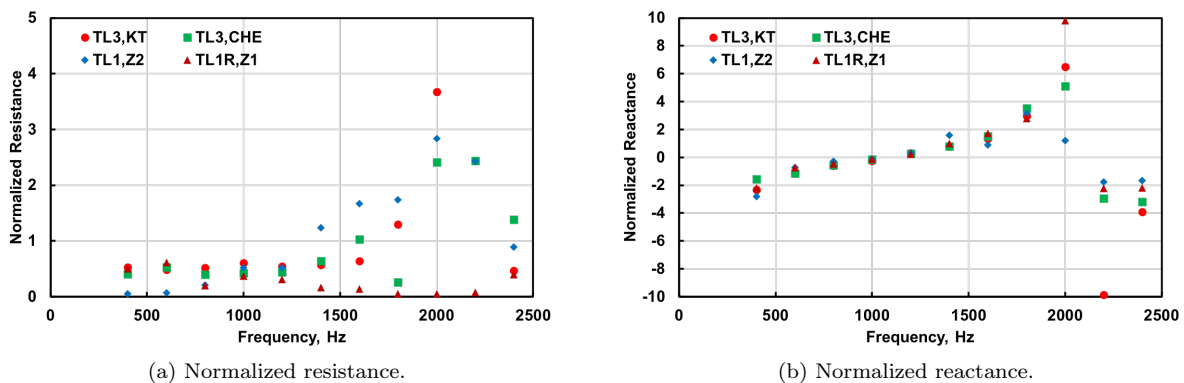 5
4
3
2
1
0
0 500 1000 1500 2000 2500
Normalized Resistance
Frequency, Hz
TL3,KT TL3,CHE
TL1,Z2 TL1R,Z1
(a) Normalized resistance.
10
8
6
4
2
0
-2
-4
-6
-8
-10
0 500 1000 1500 2000 2500
Normalized Reactance
Frequency, Hz
TL3,KT TL3,CHE
TL1,Z2 TL1R,Z1
(b) Normalized reactance.